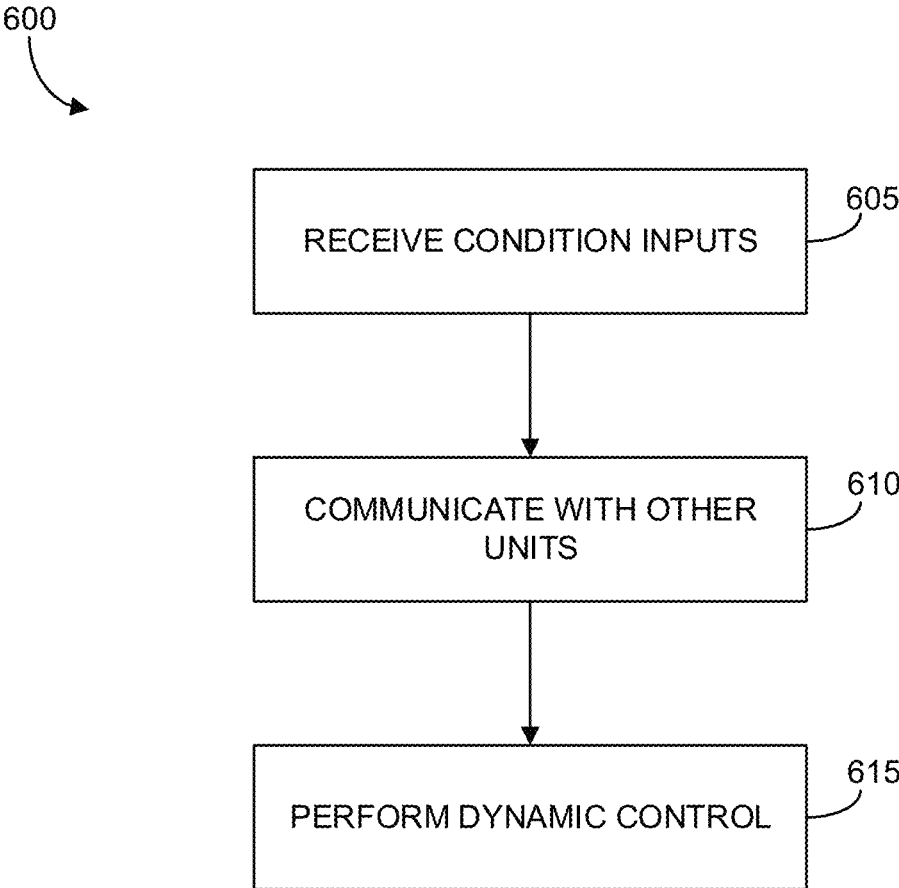 600
605
RECEIVE CONDITION INPUTS
610
COMMUNICATE WITH OTHER
UNITS
615
PERFORM DYNAMIC CONTROL